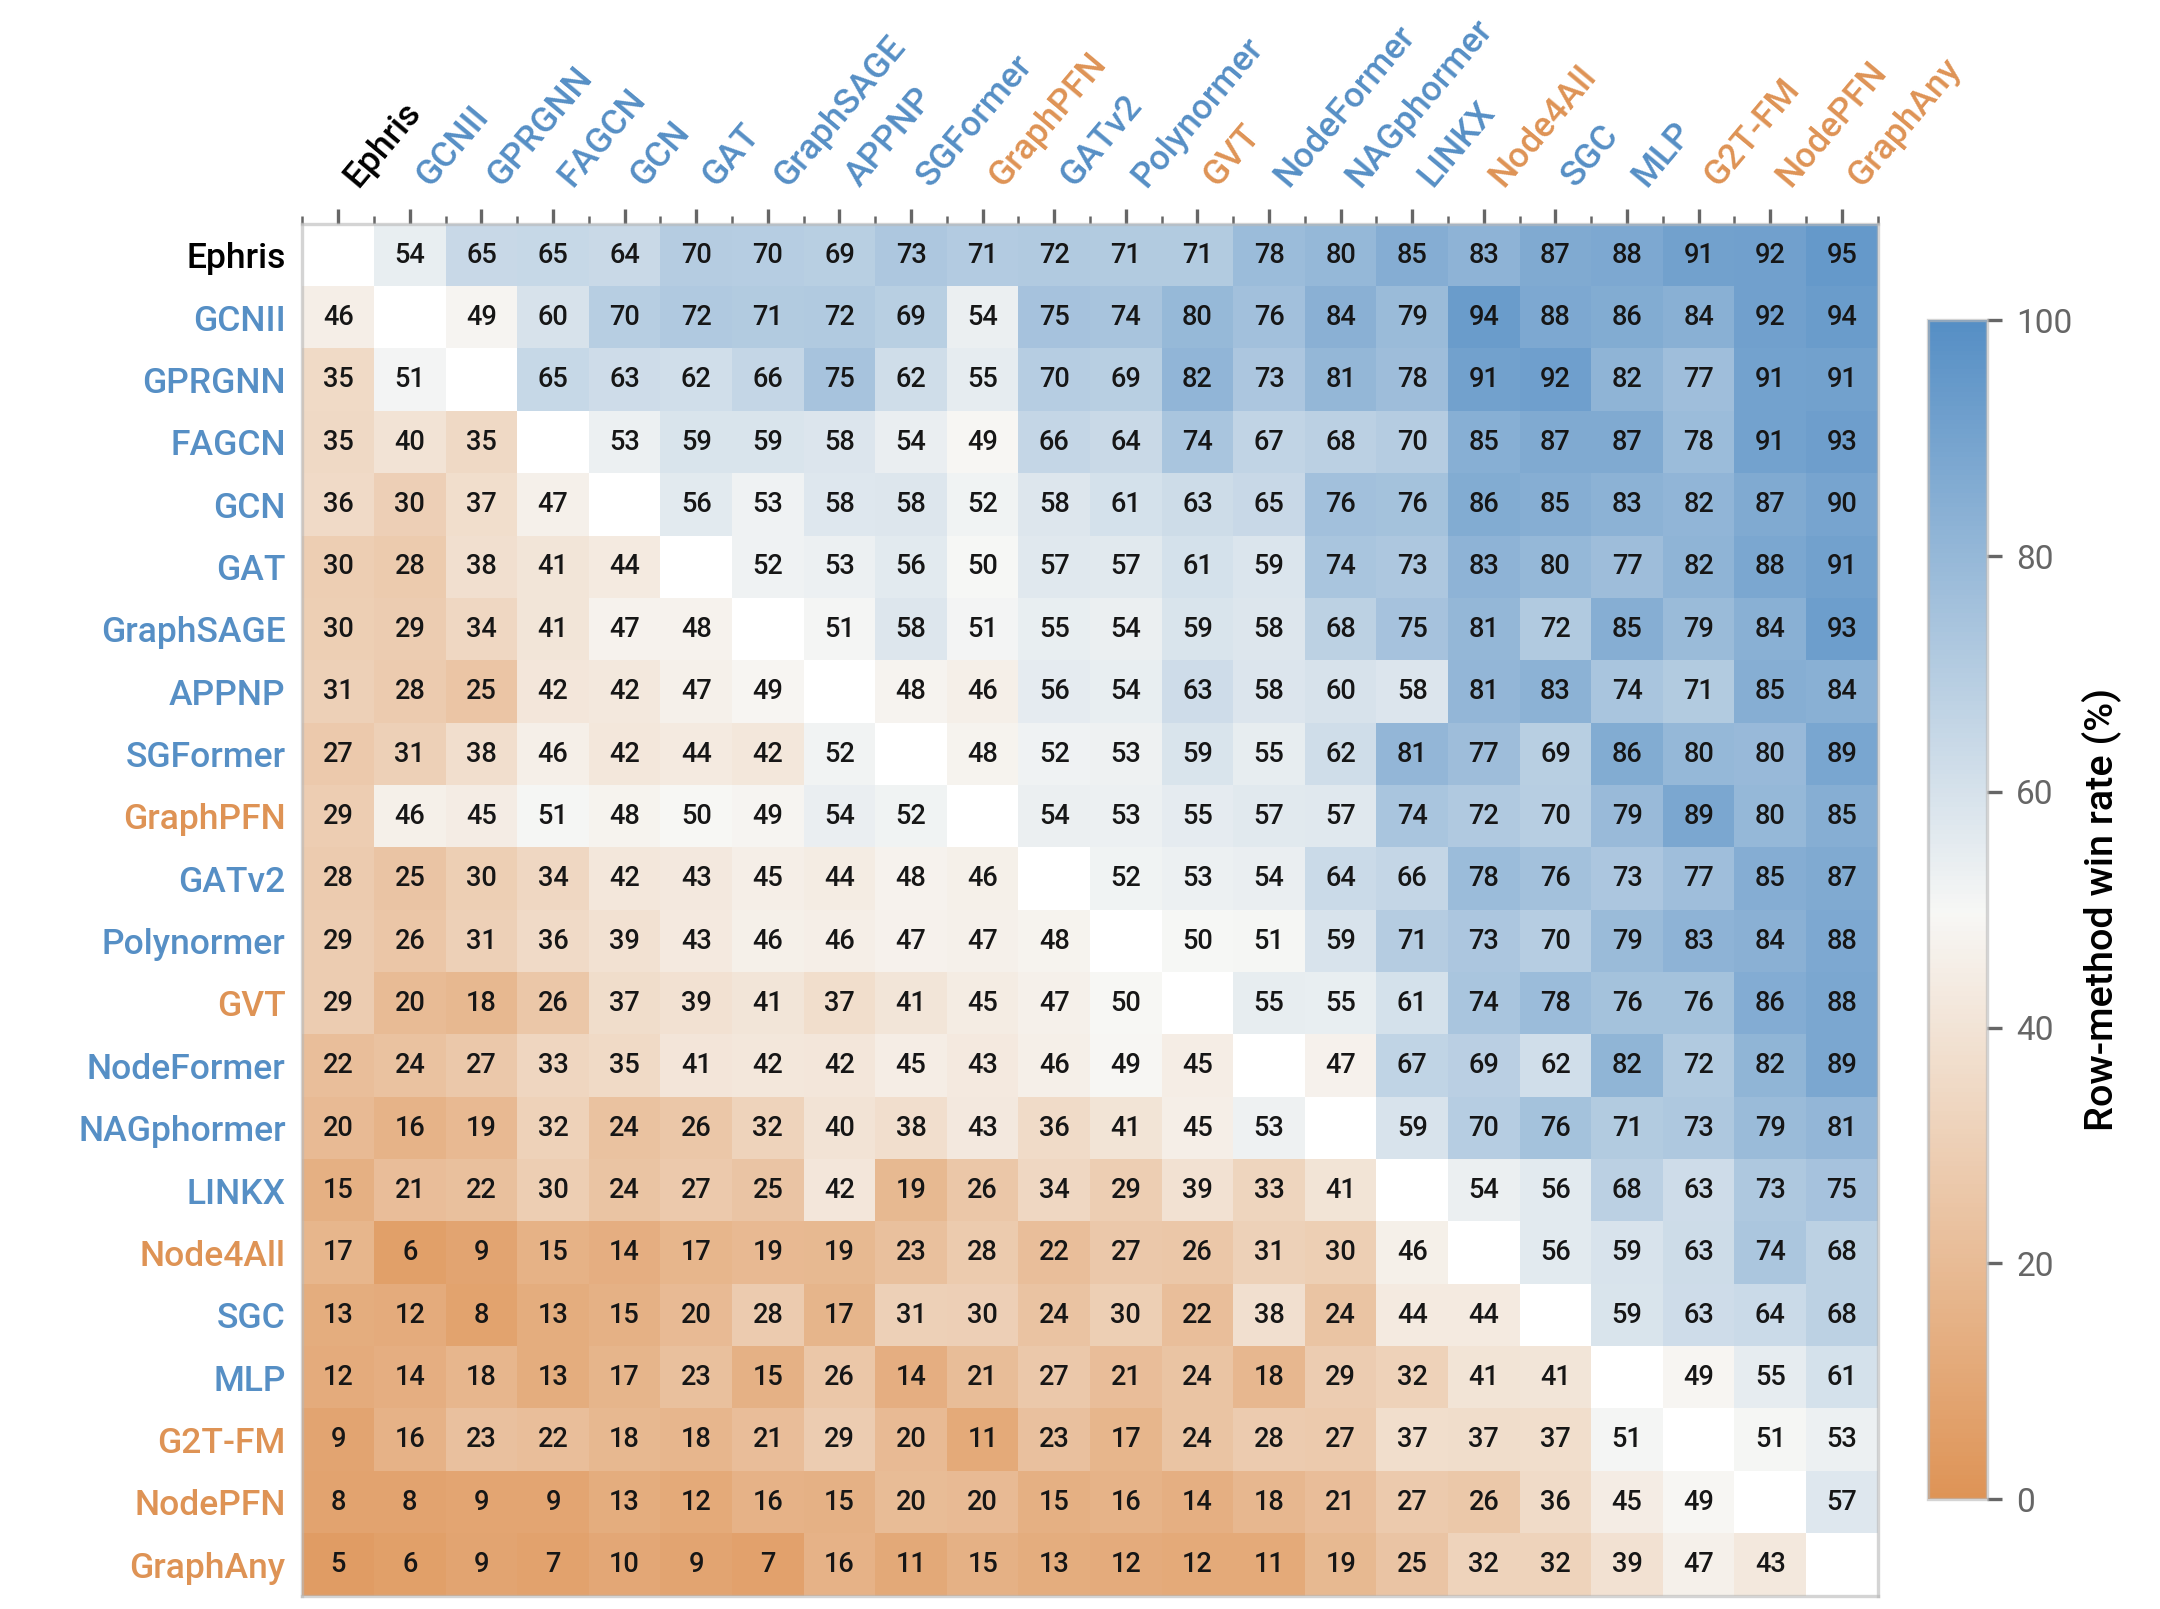 Ephris GCNII GPRGNN FAGCN GCN GAT GraphSAGE APPNP SGFormer GraphPFN GATv2 Polynormer GVT NodeFormer NAGphormer LINKX Node4All SGC MLP G2T-FM NodePFN GraphAny
Ephris 54 65 65 64 70 70 69 73 71 72 71 71 78 80 85 83 87 88 91 92 95
GCNII 46 49 60 70 72 71 72 69 54 75 74 80 76 84 79 94 88 86 84 92 94
GPRGNN 35 51 65 63 62 66 75 62 55 70 69 82 73 81 78 91 92 82 77 91 91
FAGCN 35 40 35 53 59 59 58 54 49 66 64 74 67 68 70 85 87 87 78 91 93
GCN 36 30 37 47 56 53 58 58 52 58 61 63 65 76 76 86 85 83 82 87 90
GAT 30 28 38 41 44 52 53 56 50 57 57 61 59 74 73 83 80 77 82 88 91
GraphSAGE 30 29 34 41 47 48 51 58 51 55 54 59 58 68 75 81 72 85 79 84 93
APPNP 31 28 25 42 42 47 49 48 46 56 54 63 58 60 58 81 83 74 71 85 84
SGFormer 27 31 38 46 42 44 42 52 48 52 53 59 55 62 81 77 69 86 80 80 89
GraphPFN 29 46 45 51 48 50 49 54 52 54 53 55 57 57 74 72 70 79 89 80 85
GATv2 28 25 30 34 42 43 45 44 48 46 52 53 54 64 66 78 76 73 77 85 87
Polynormer 29 26 31 36 39 43 46 46 47 47 48 50 51 59 71 73 70 79 83 84 88
GVT 29 20 18 26 37 39 41 37 41 45 47 50 55 55 61 74 78 76 76 86 88
NodeFormer 22 24 27 33 35 41 42 42 45 43 46 49 45 47 67 69 62 82 72 82 89
NAGphormer 20 16 19 32 24 26 32 40 38 43 36 41 45 53 59 70 76 71 73 79 81
LINKX 15 21 22 30 24 27 25 42 19 26 34 29 39 33 41 54 56 68 63 73 75
Node4All 17 6 9 15 14 17 19 19 23 28 22 27 26 31 30 46 56 59 63 74 68
SGC 13 12 8 13 15 20 28 17 31 30 24 30 22 38 24 44 44 59 63 64 68
MLP 12 14 18 13 17 23 15 26 14 21 27 21 24 18 29 32 41 41 49 55 61
G2T-FM 9 16 23 22 18 18 21 29 20 11 23 17 24 28 27 37 37 37 51 51 53
NodePFN 8 8 9 9 13 12 16 15 20 20 15 16 14 18 21 27 26 36 45 49 57
GraphAny 5 6 9 7 10 9 7 16 11 15 13 12 12 11 19 25 32 32 39 47 43
100
80
60
40
20
0
Row-method win rate (%)